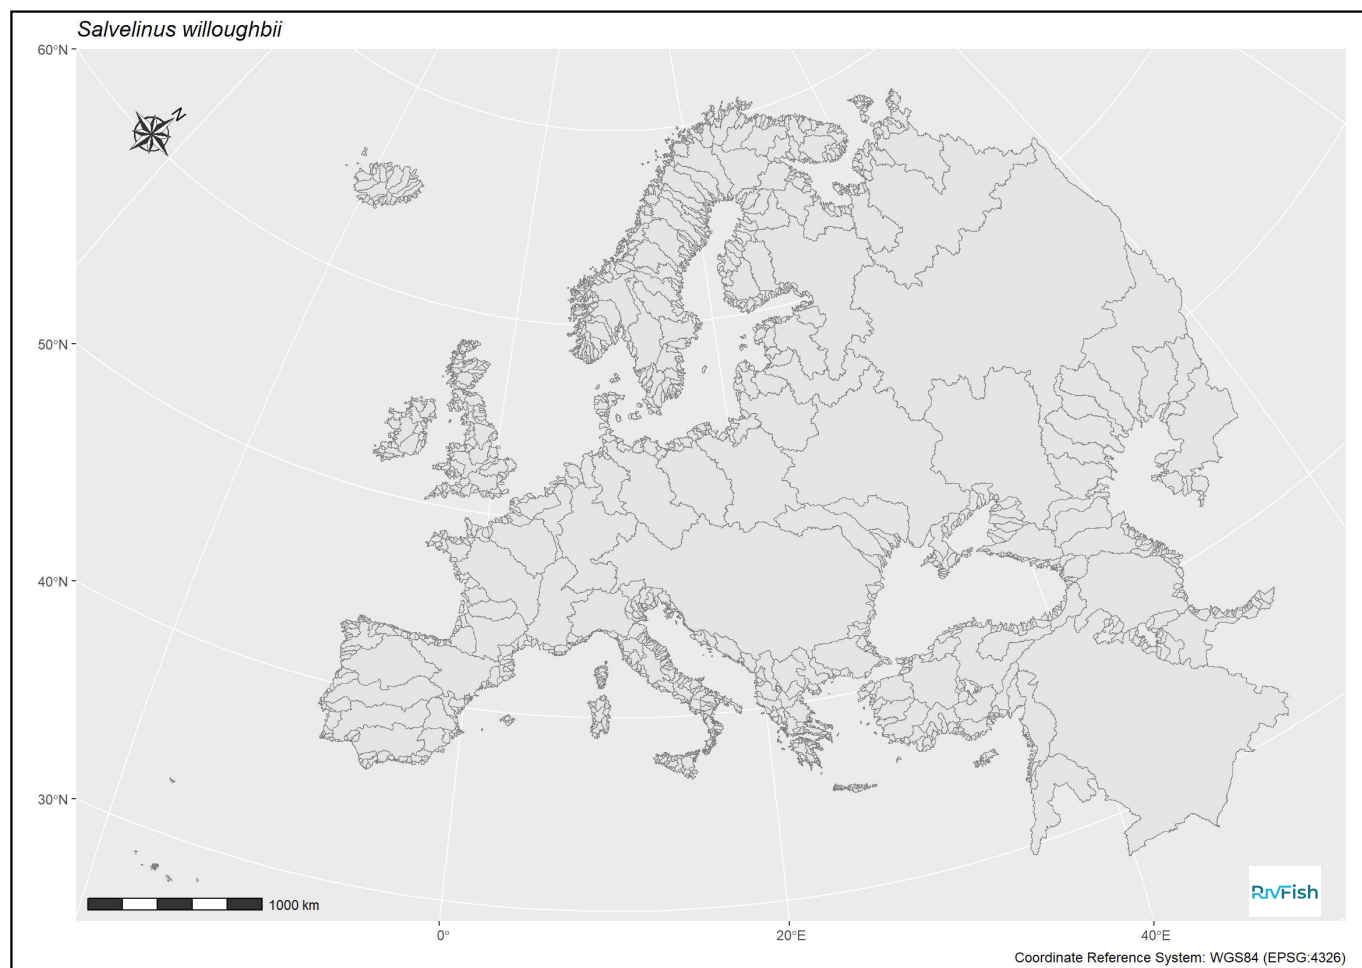 Salvelinus willoughbii
60°N
N
50°N
40°N
30°N
1000 km
RivFish
0°
20°E
40°E
Coordinate Reference System: WGS84 (EPSG:4326)